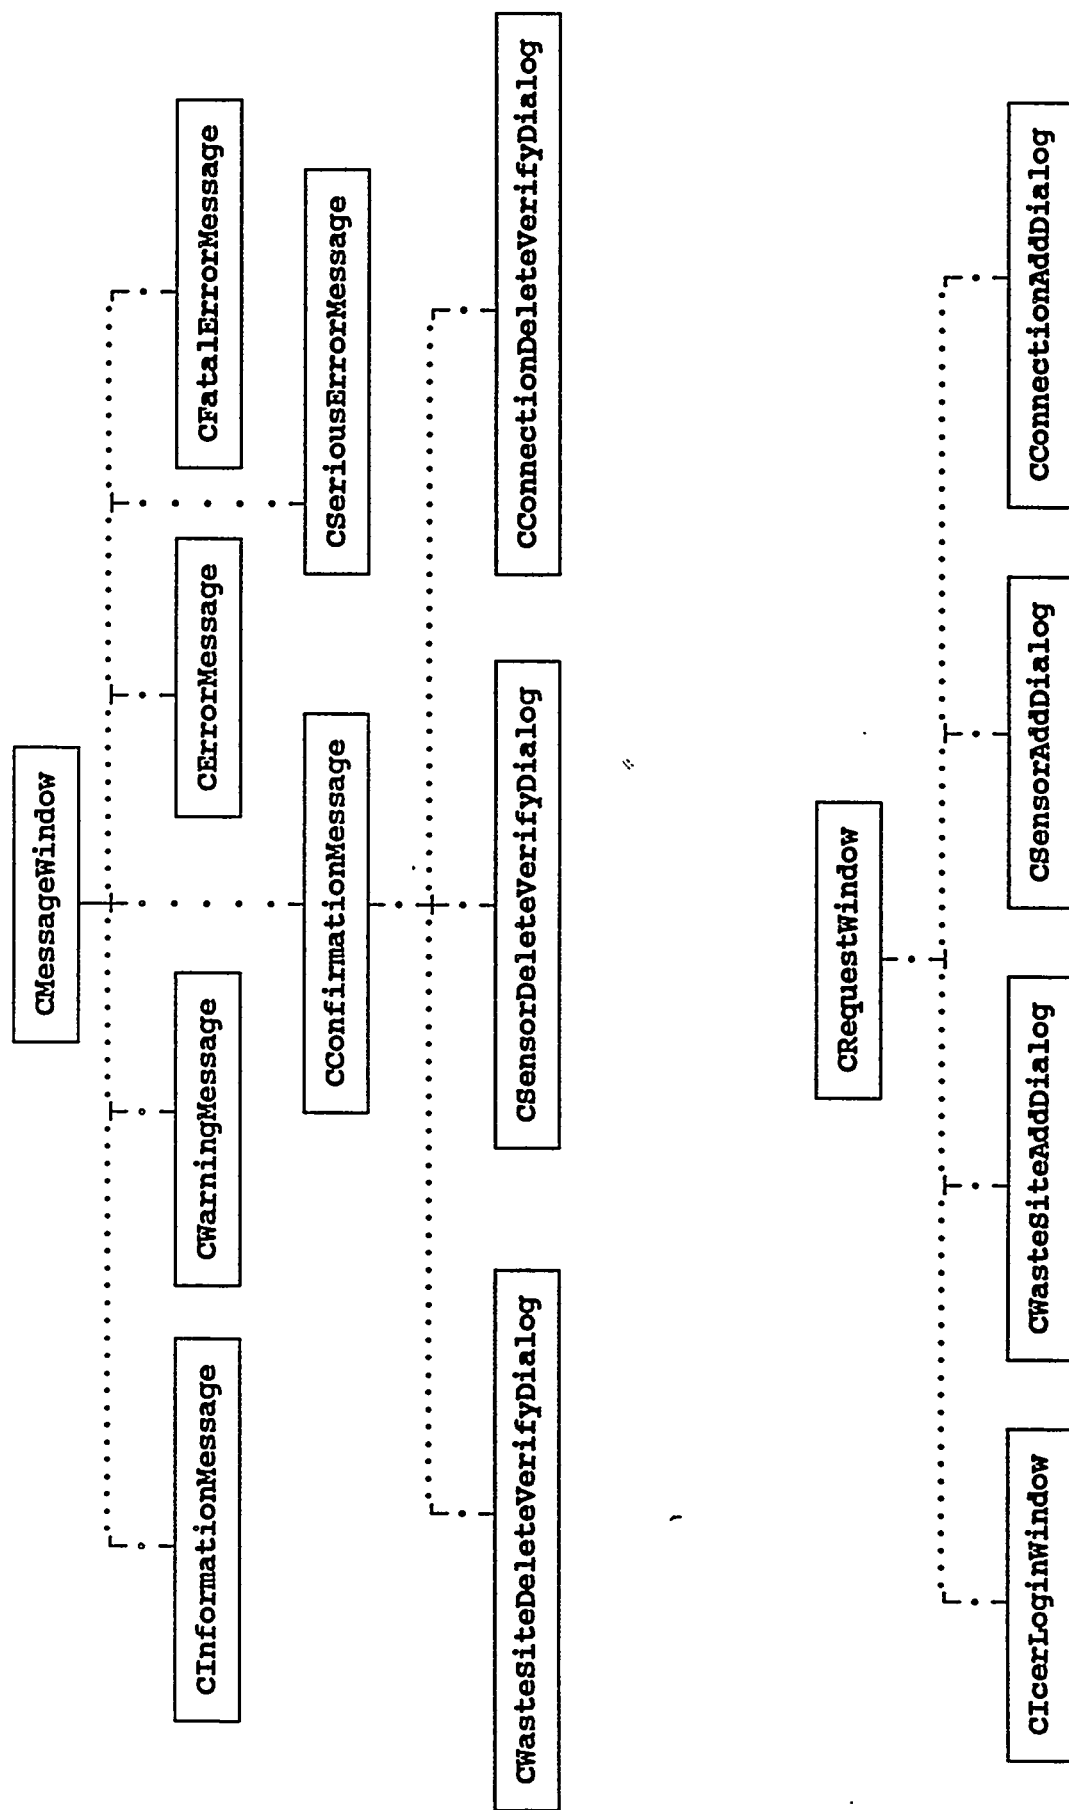 CMessageWindow
CInformationMessage
CWarningMessage
CErrorMessage
CFatalErrorMessage
CConfirmationMessage
CSeriousErrorMessage
CWasteSiteDeleteVerifyDialog
CSensorDeleteVerifyDialog
CConnectionDeleteVerifyDialog
CRequestWindow
CIcerLoginWindow
CWasteSiteAddDialog
CSensorAddDialog
CConnectionAddDialog